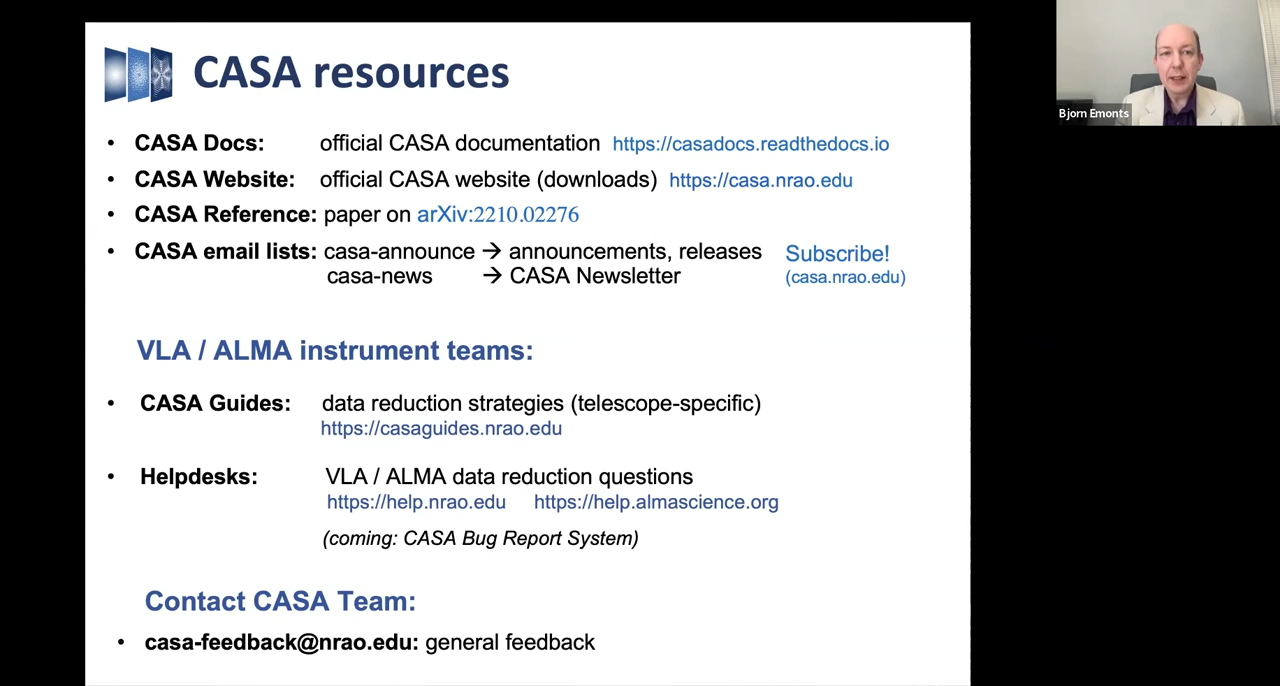 CASA resources
• CASA Docs: official CASA documentation https://casadocs.readthedocs.io
• CASA Website: official CASA website (downloads) https://casa.nrao.edu
• CASA Reference: paper on arXiv:2210.02276
• CASA email lists: casa-announce → announcements, releases Subscribe!
casa-news → CASA Newsletter (casa.nrao.edu)
VLA / ALMA instrument teams:
• CASA Guides: data reduction strategies (telescope-specific)
https://casaguides.nrao.edu
• Helpdesks: VLA / ALMA data reduction questions
https://help.nrao.edu https://help.almascience.org
(coming: CASA Bug Report System)
Contact CASA Team:
• casa-feedback@nrao.edu: general feedback
Bjorn Emonts